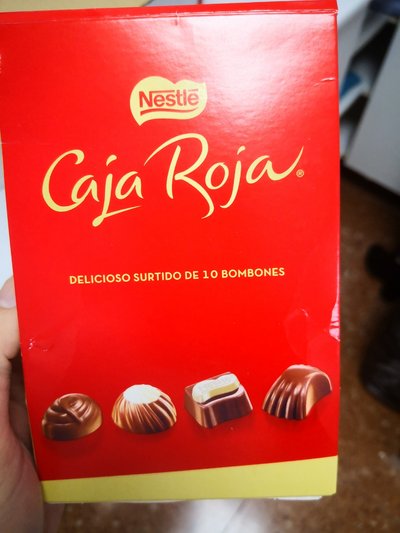 Nestlé
Caja Roja®
DELICIOSO SURTIDO DE 10 BOMBONES